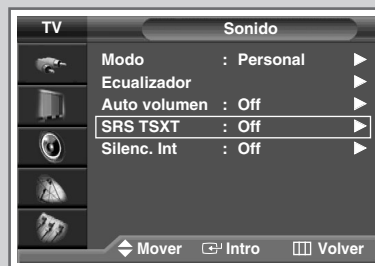 TV Sonido
Modo : Personal
Ecualizador
Auto volumen : Off
SRS TSXT : Off
Silenc. Int : Off
Mover Intro Volver